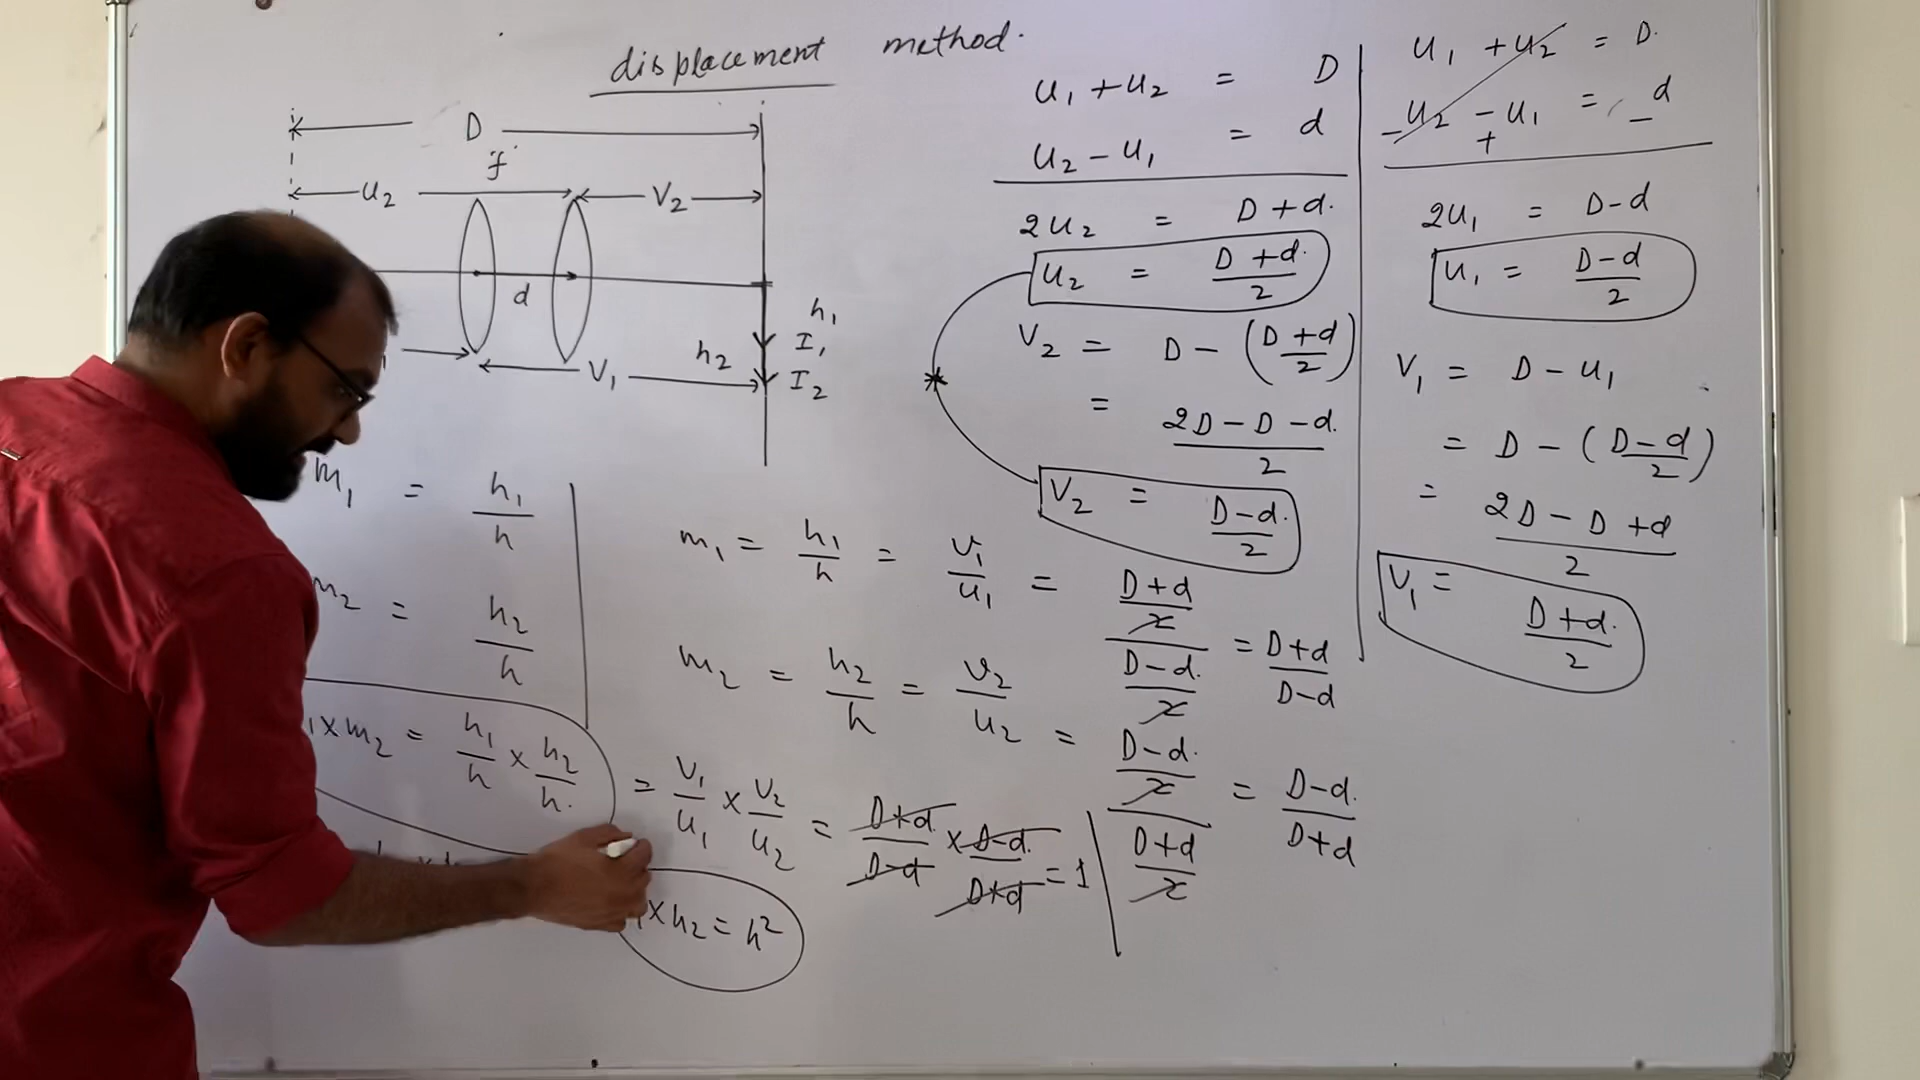 displacement method.
D
f
u₂ V₂
d
h₁
I₁
h₂
V₁
I₂
m₁ = h₁/h
m₂ = h₂/h
×m₂ = h₁/h × h₂/h. = V₁/u₁ × V₂/u₂ = D+d./D-d × D-d./D+d = 1
×h₂ = h²
m₁ = h₁/h = v₁/u₁ = (D+d/2)/(D-d./2) = D+d/D-d
m₂ = h₂/h = v₂/u₂ = (D-d./2)/(D+d/2) = D-d./D+d
u₁ + u₂ = D
u₂ - u₁ = d
2u₂ = D+d.
u₂ = D+d./2
V₂ = D - (D+d/2)
= 2D - D - d./2
V₂ = D-d./2
u₁ + u₂ = D.
- u₂ - u₁ = - d
+
2u₁ = D-d
u₁ = D-d/2
V₁ = D - u₁
= D - (D-d/2)
= 2D - D + d/2
V₁ = D+d./2